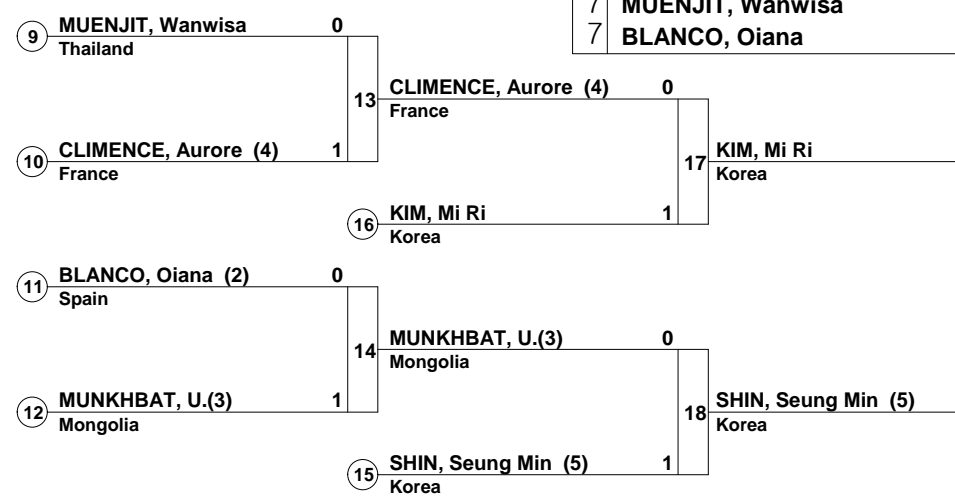 7 MUENJIT, Wanwisa
7 BLANCO, Oiana
9 MUENJIT, Wanwisa 0
Thailand
13
CLIMENCE, Aurore (4) 0
France
10 CLIMENCE, Aurore (4) 1
France
17
KIM, Mi Ri
Korea
16 KIM, Mi Ri 1
Korea
11 BLANCO, Oiana (2) 0
Spain
14
MUNKHBAT, U.(3) 0
Mongolia
12 MUNKHBAT, U.(3) 1
Mongolia
18
SHIN, Seung Min (5)
Korea
15 SHIN, Seung Min (5) 1
Korea